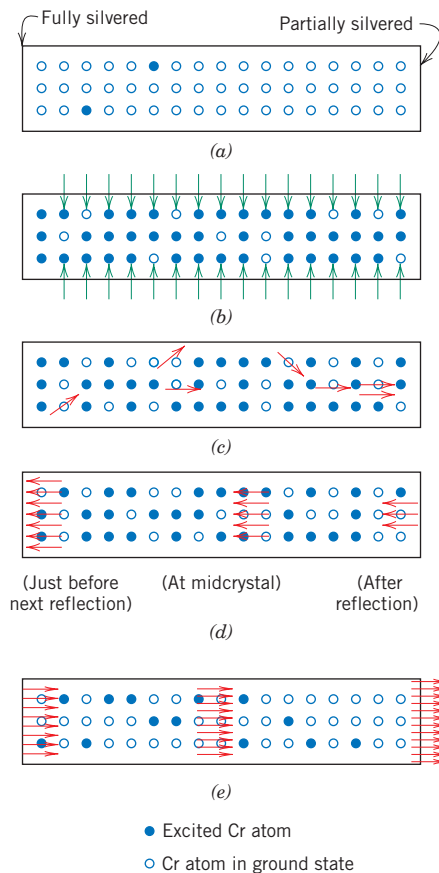 Fully silvered
Partially silvered
(a)
(b)
(c)
(Just before
next reflection)
(At midcrystal)
(After
reflection)
(d)
(e)
Excited Cr atom
Cr atom in ground state